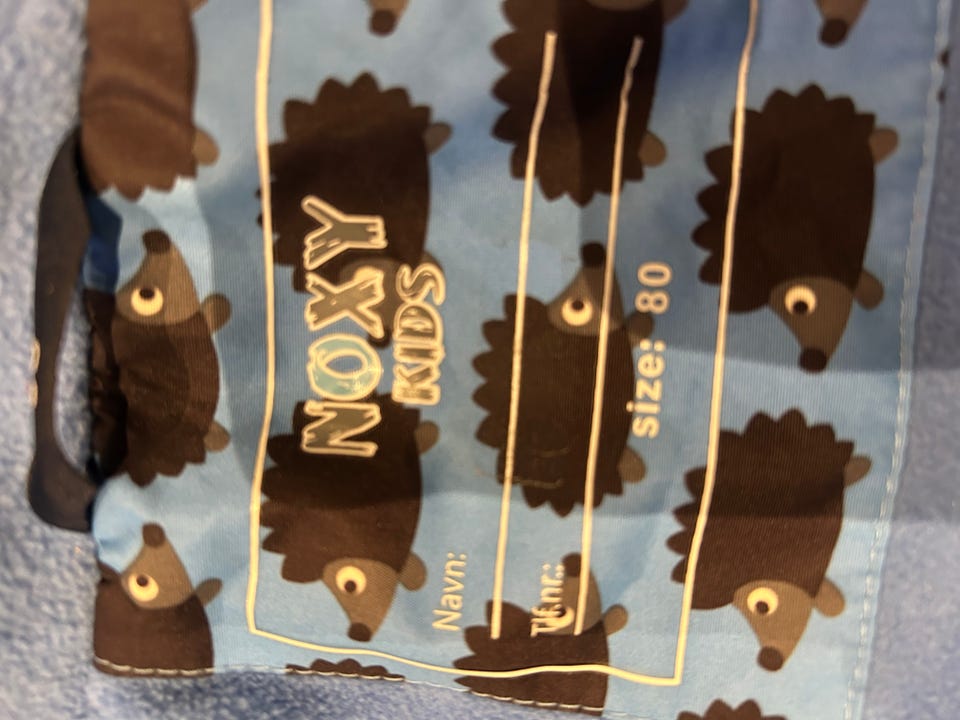 NOXY
KIDS
Navn:
Tlf.nr.:
size: 80